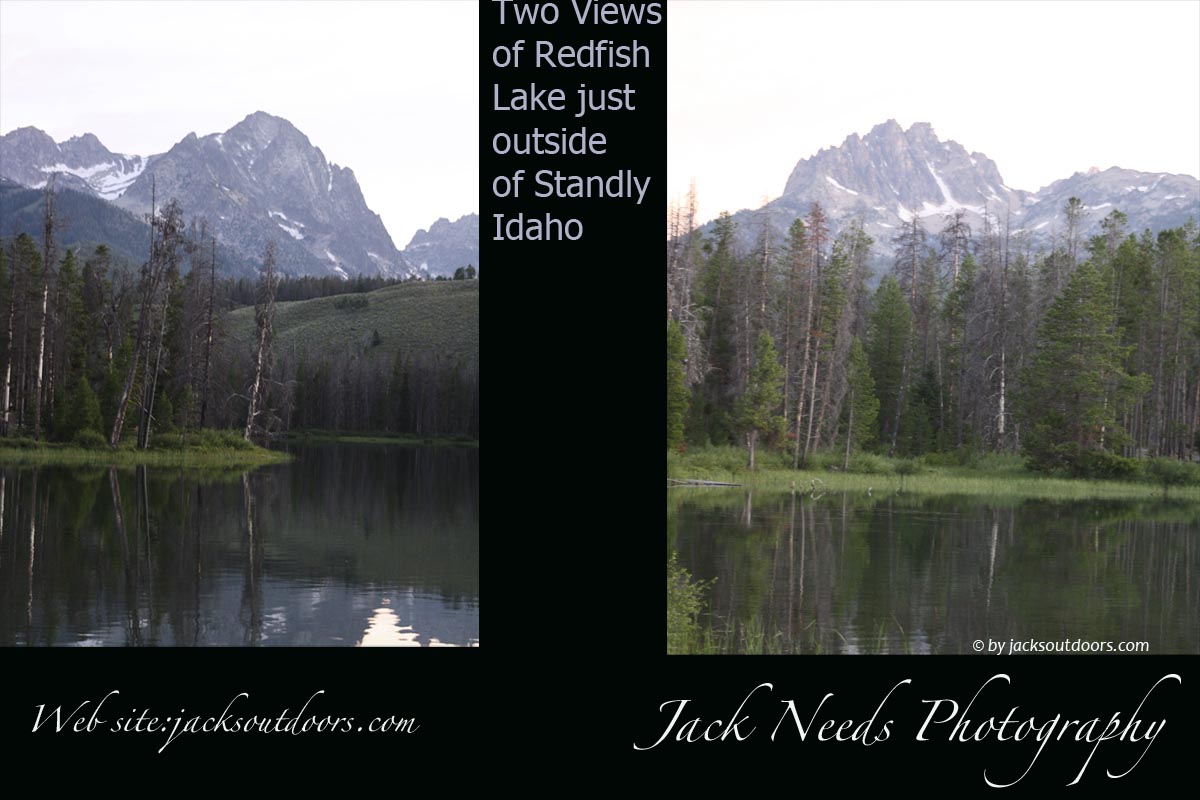 Two Views
of Redfish
Lake just
outside
of Standly
Idaho
© by jacksoutdoors.com
Web site:jacksoutdoors.com
Jack Needs Photography